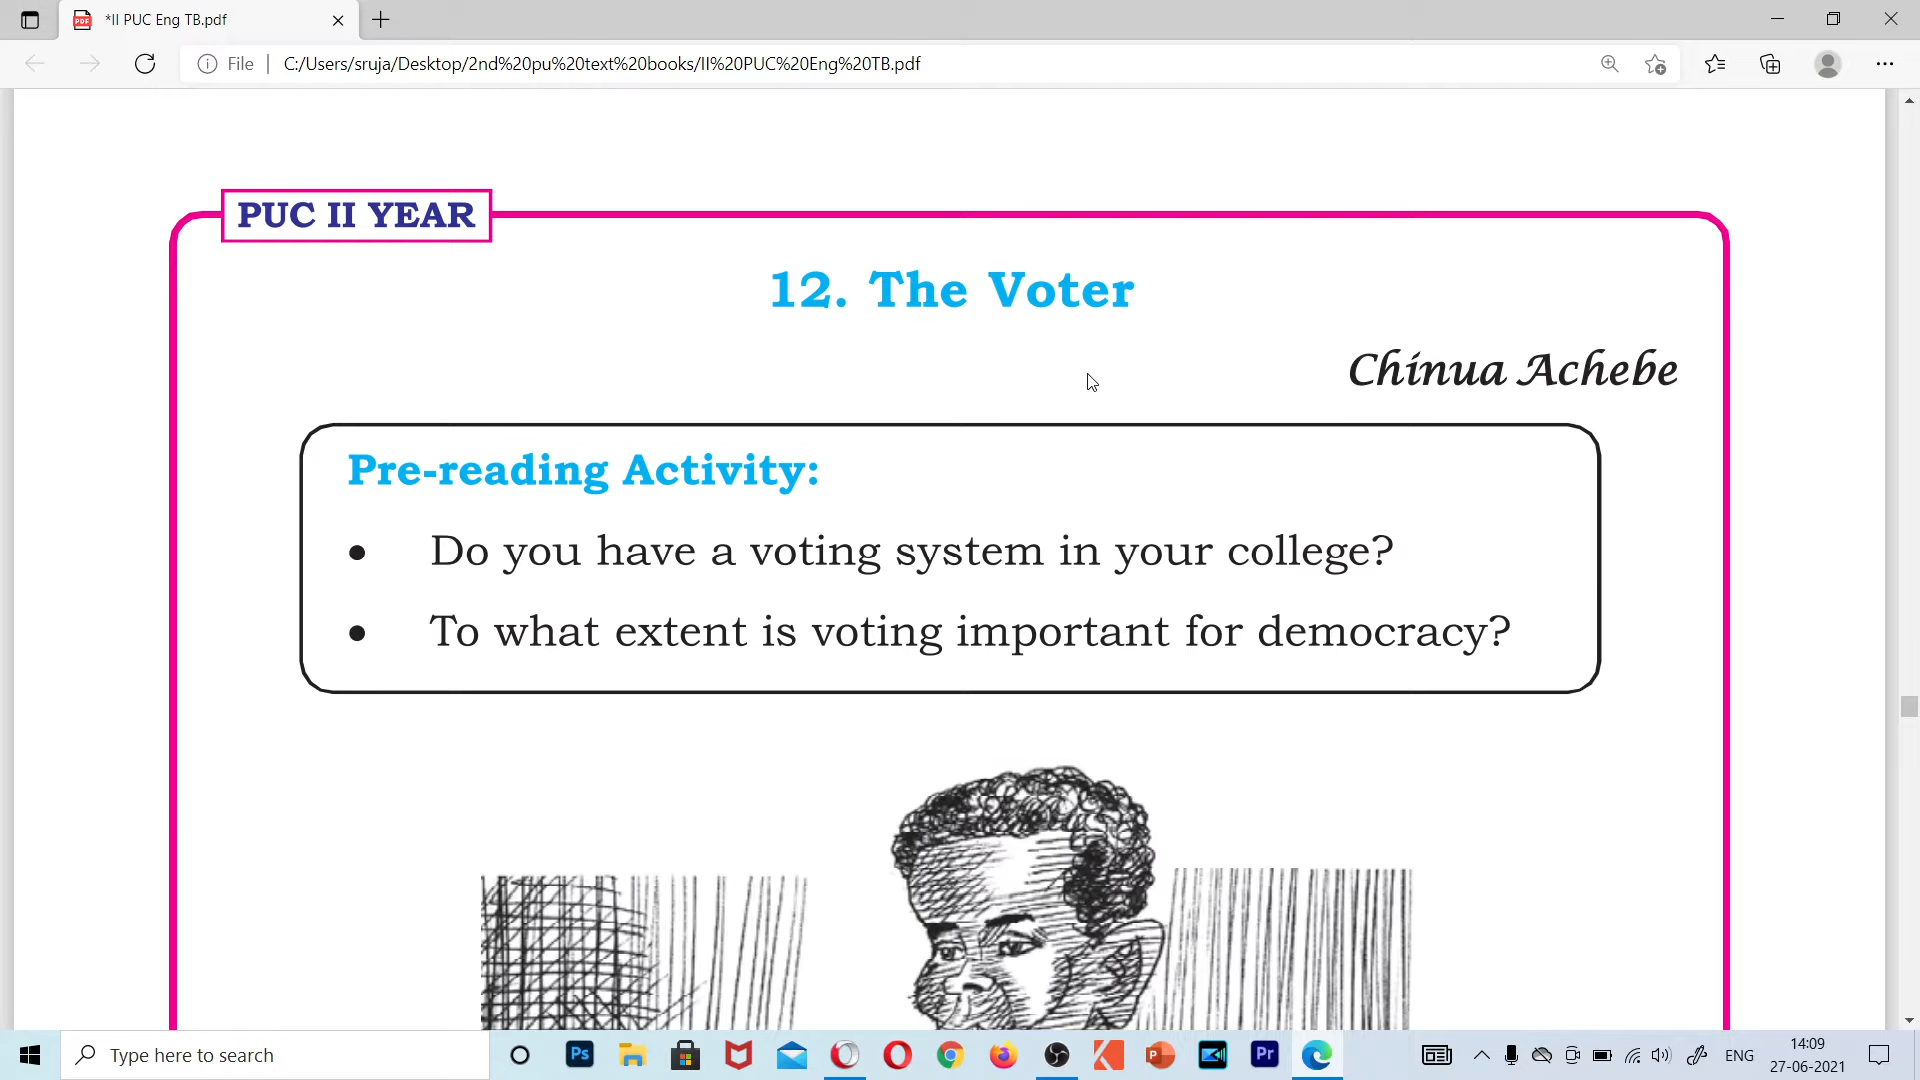 *II PUC Eng TB.pdf
File
C:/Users/sruja/Desktop/2nd%20pu%20text%20books/II%20PUC%20Eng%20TB.pdf
PUC II YEAR
12. The Voter
Chinua Achebe
Pre-reading Activity:
• Do you have a voting system in your college?
• To what extent is voting important for democracy?
Type here to search
Ps
Pr
ENG
14:09
27-06-2021